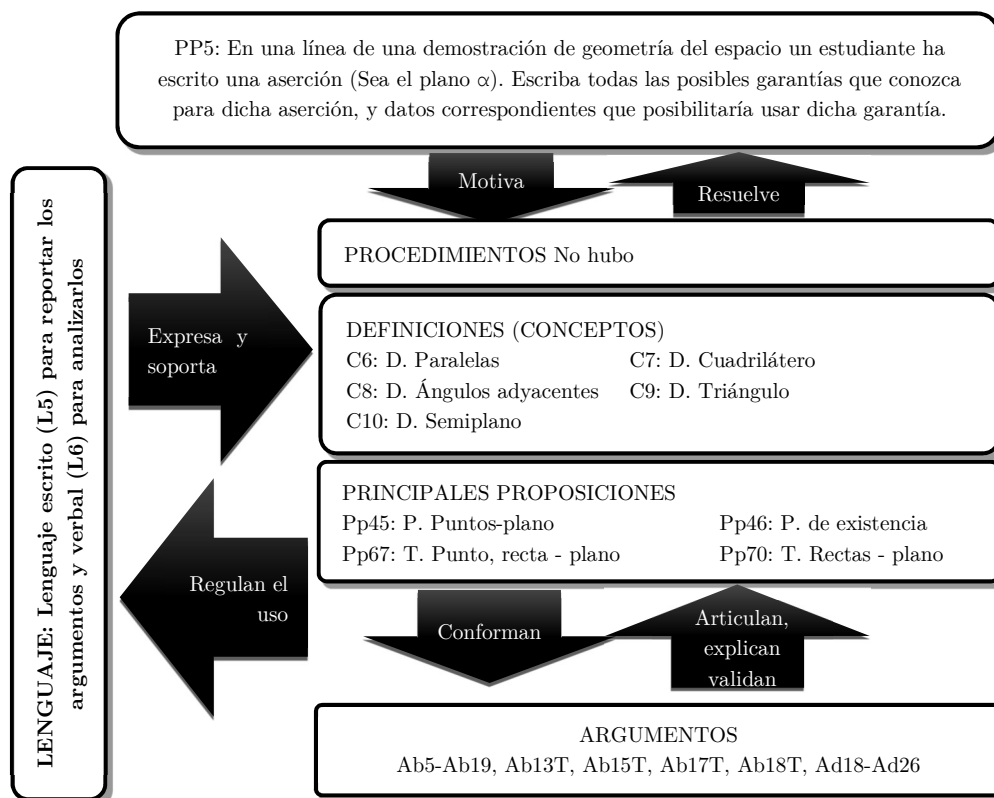 PP5: En una línea de una demostración de geometría del espacio un estudiante ha
escrito una aserción (Sea el plano α). Escriba todas las posibles garantías que conozca
para dicha aserción, y datos correspondientes que posibilitaría usar dicha garantía.
Motiva
Resuelve
LENGUAJE: Lenguaje escrito (L5) para reportar los
argumentos y verbal (L6) para analizarlos
PROCEDIMIENTOS No hubo
Expresa y
soporta
DEFINICIONES (CONCEPTOS)
C6: D. Paralelas C7: D. Cuadrilátero
C8: D. Ángulos adyacentes C9: D. Triángulo
C10: D. Semiplano
PRINCIPALES PROPOSICIONES
Pp45: P. Puntos-plano Pp46: P. de existencia
Pp67: T. Punto, recta - plano Pp70: T. Rectas - plano
Regulan el
uso
Conforman
Articulan,
explican
validan
ARGUMENTOS
Ab5-Ab19, Ab13T, Ab15T, Ab17T, Ab18T, Ad18-Ad26